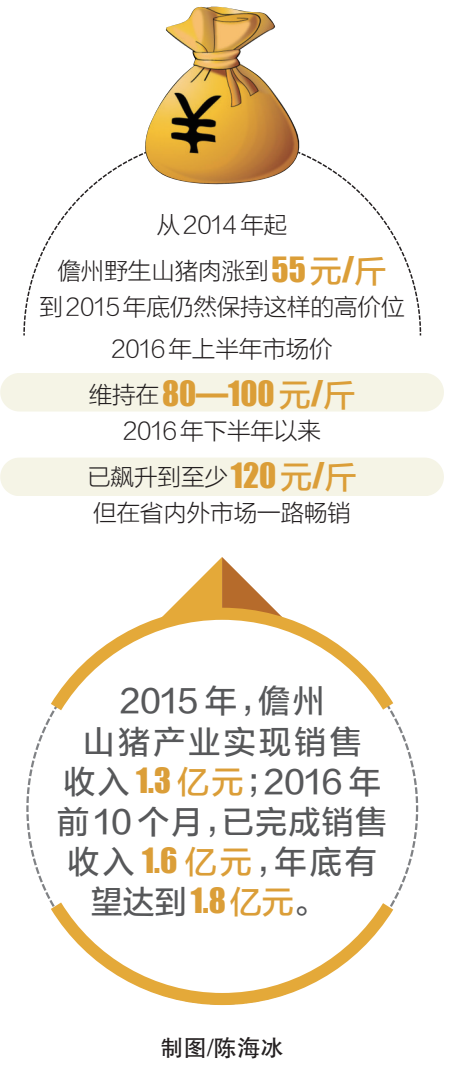 ¥
从2014年起
儋州野生山猪肉涨到55元/斤
到2015年底仍然保持这样的高价位
2016年上半年市场价
维持在80—100元/斤
2016年下半年以来
已飙升到至少120元/斤
但在省内外市场一路畅销
2015年,儋州
山猪产业实现销售
收入1.3亿元;2016年
前10个月,已完成销售
收入1.6亿元,年底有
望达到1.8亿元。
制图/陈海冰